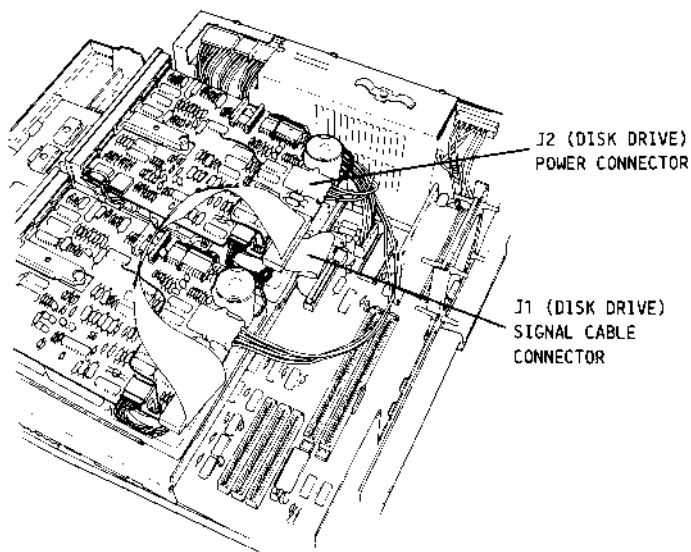 J2 (DISK DRIVE)
POWER CONNECTOR
J1 (DISK DRIVE)
SIGNAL CABLE
CONNECTOR